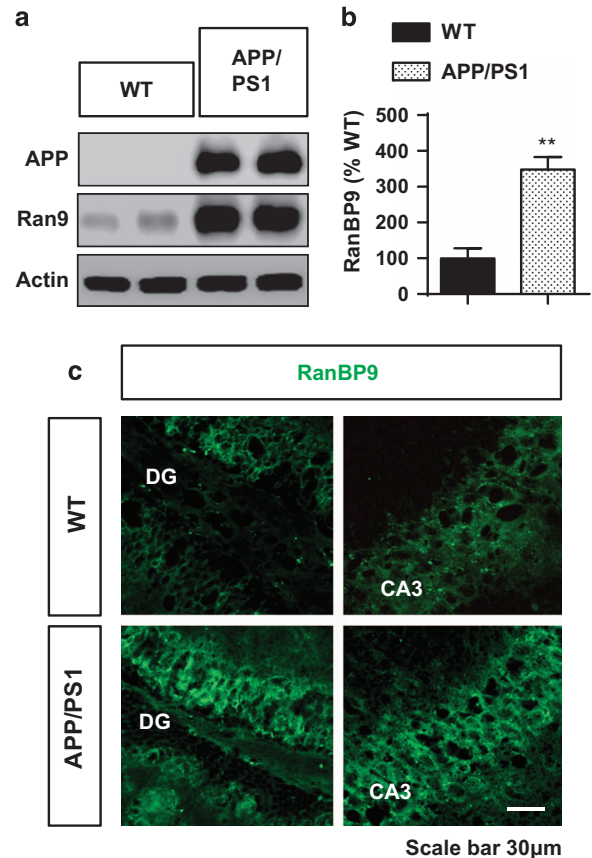 a
WT
APP/
PS1
APP
Ran9
Actin
b
WT
APP/PS1
RanBP9 (% WT)
500
400
300
200
100
0
**
c
RanBP9
WT
DG
CA3
APP/PS1
DG
CA3
Scale bar 30µm